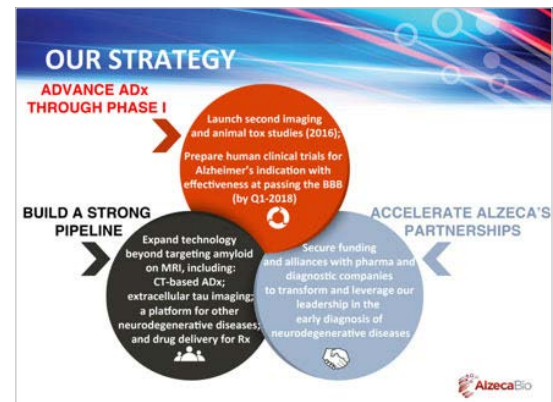 OUR STRATEGY
ADVANCE ADx
THROUGH PHASE I
Launch second imaging
and animal tox studies (2016);
Prepare human clinical trials for
Alzheimer's indication with
effectiveness at passing the BBB
(by Q1-2018)
BUILD A STRONG
PIPELINE
Expand technology
beyond targeting amyloid
on MRI, including:
CT-based ADx;
extracellular tau imaging;
a platform for other
neurodegenerative diseases;
and drug delivery for Rx
ACCELERATE ALZECA'S
PARTNERSHIPS
Secure funding
and alliances with pharma and
diagnostic companies
to transform and leverage our
leadership in the
early diagnosis of
neurodegenerative diseases
AlzecaBio